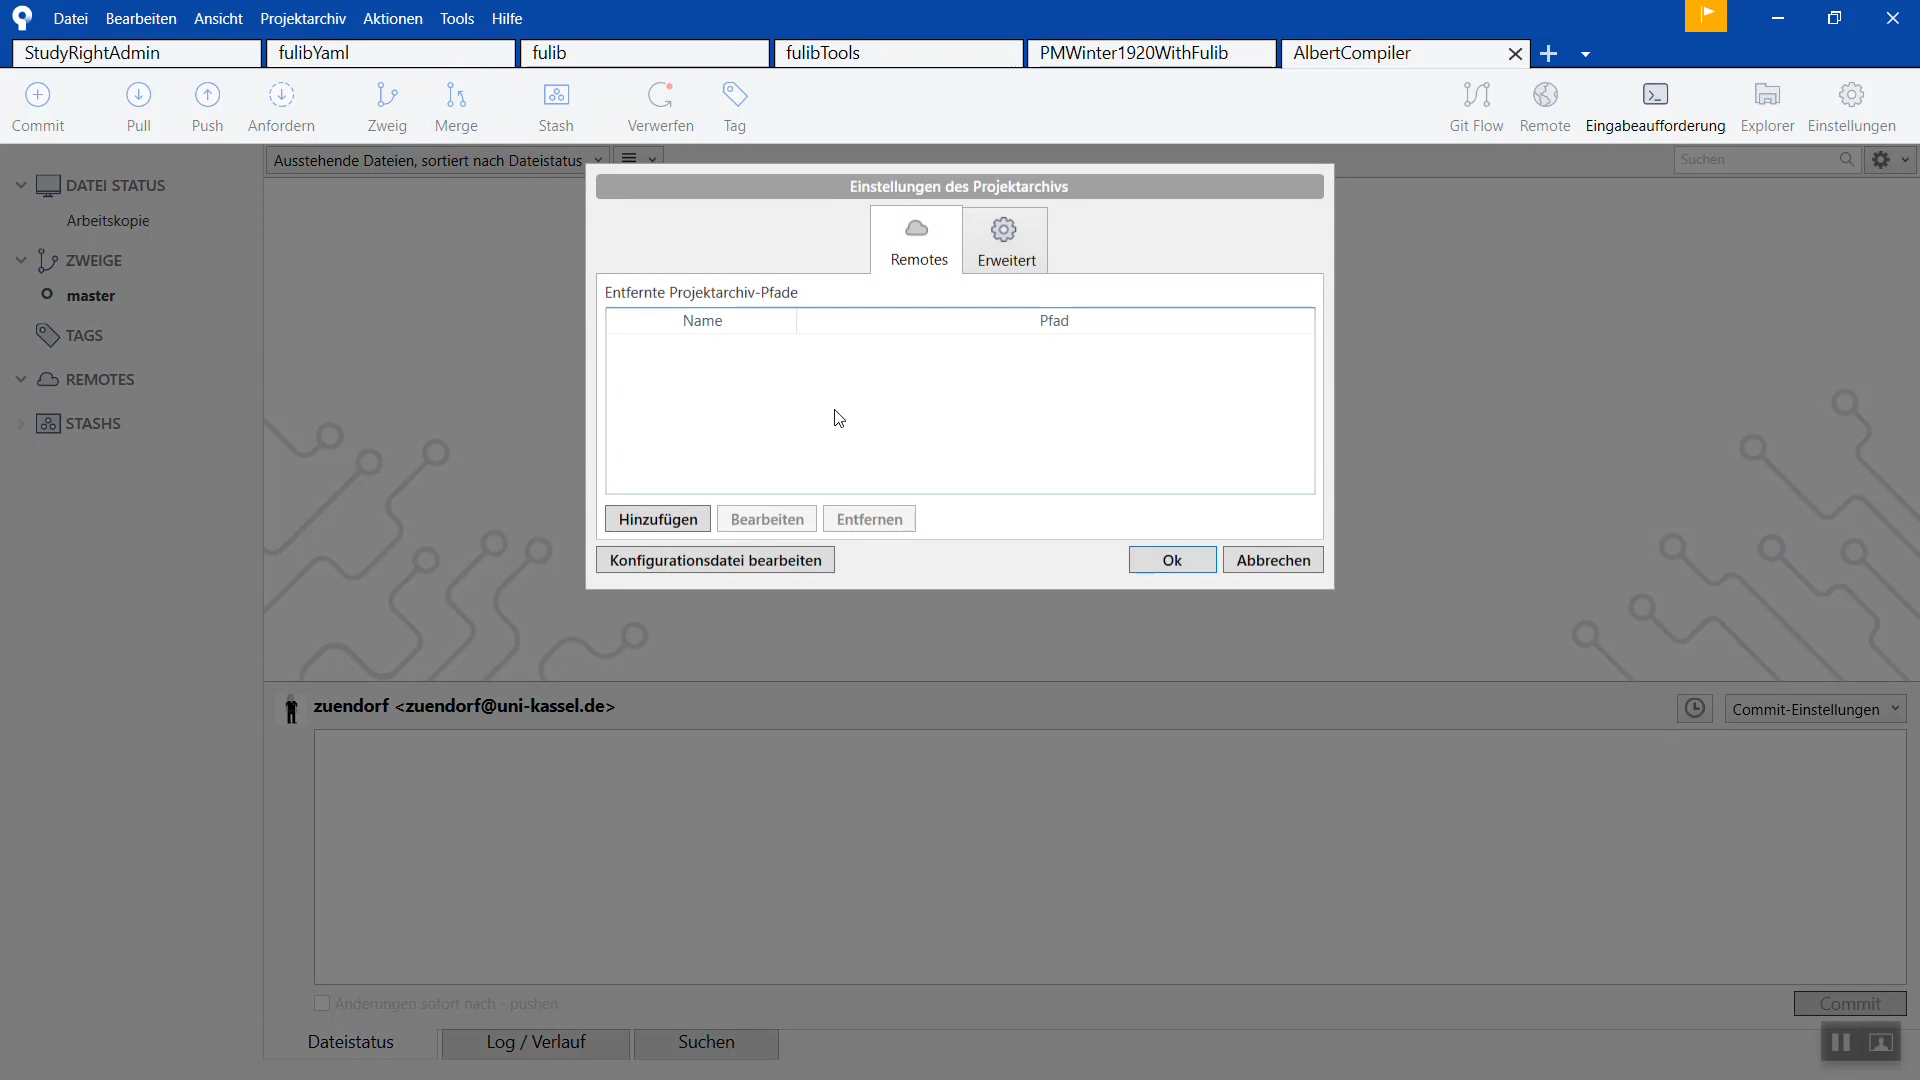 Datei Bearbeiten Ansicht Projektarchiv Aktionen Tools Hilfe
StudyRightAdmin fulibYaml fulib fulibTools PMWinter1920WithFulib AlbertCompiler
Commit Pull Push Anfordern Zweig Merge Stash Verwerfen Tag Git Flow Remote Eingabeaufforderung Explorer Einstellungen
Ausstehende Dateien, sortiert nach Dateistatus Suchen
DATEI STATUS
Arbeitskopie
ZWEIGE
master
TAGS
REMOTES
STASHS
Einstellungen des Projektarchivs
Remotes Erweitert
Entfernte Projektarchiv-Pfade
Name Pfad
Hinzufügen Bearbeiten Entfernen
Konfigurationsdatei bearbeiten Ok Abbrechen
zuendorf <zuendorf@uni-kassel.de> Commit-Einstellungen
Änderungen sofort nach - pushen Commit
Dateistatus Log / Verlauf Suchen